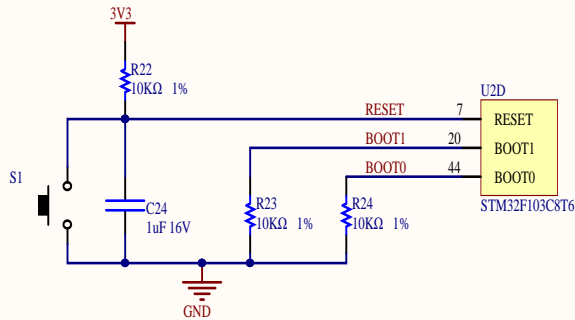 3V3
R22
10KΩ 1%
U2D
RESET 7 RESET
BOOT1 20 BOOT1
BOOT0 44 BOOT0
STM32F103C8T6
S1
C24
1uF 16V
R23
10KΩ 1%
R24
10KΩ 1%
GND